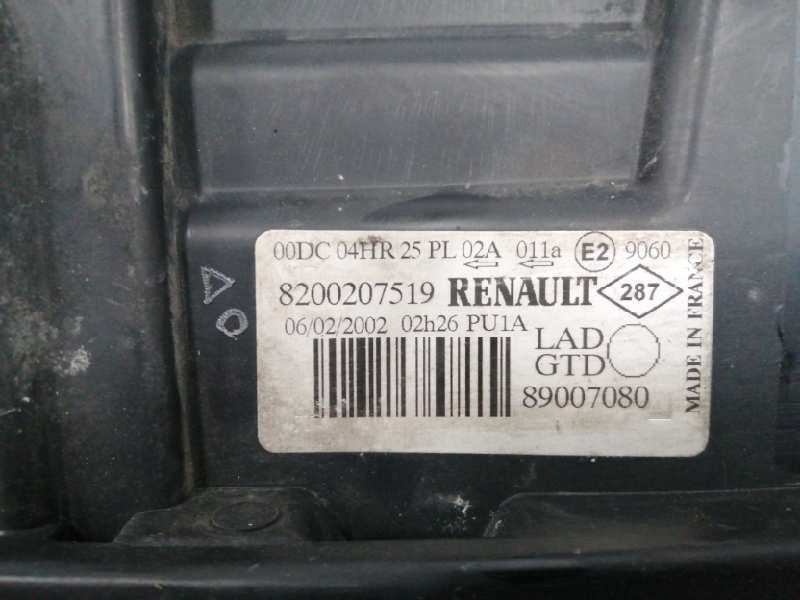 00DC 04HR 25 PL 02A 011a E2 9060
8200207519 RENAULT 287
06/02/2002 02h26 PU1A
LAD
GTD
89007080
MADE IN FRANCE